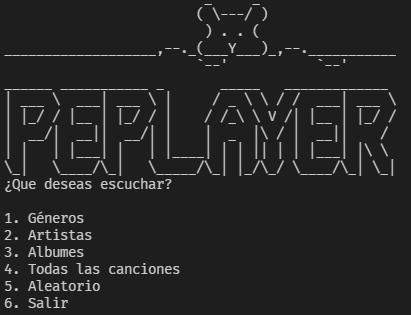 PEPLAYER
¿Que deseas escuchar?
1. Géneros
2. Artistas
3. Albumes
4. Todas las canciones
5. Aleatorio
6. Salir